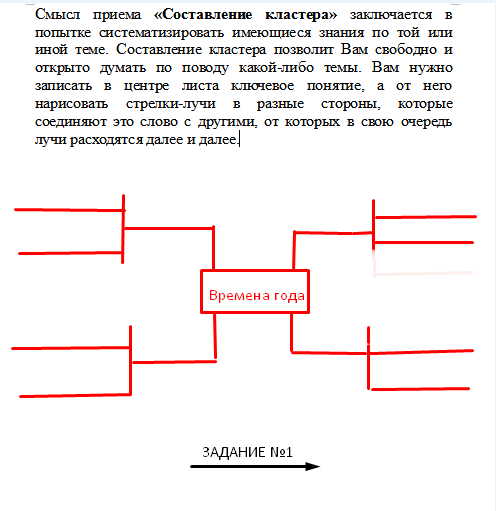 Смысл приема «Составление кластера» заключается в
попытке систематизировать имеющиеся знания по той или
иной теме. Составление кластера позволит Вам свободно и
открыто думать по поводу какой-либо темы. Вам нужно
записать в центре листа ключевое понятие, а от него
нарисовать стрелки-лучи в разные стороны, которые
соединяют это слово с другими, от которых в свою очередь
лучи расходятся далее и далее.
Времена года
ЗАДАНИЕ №1